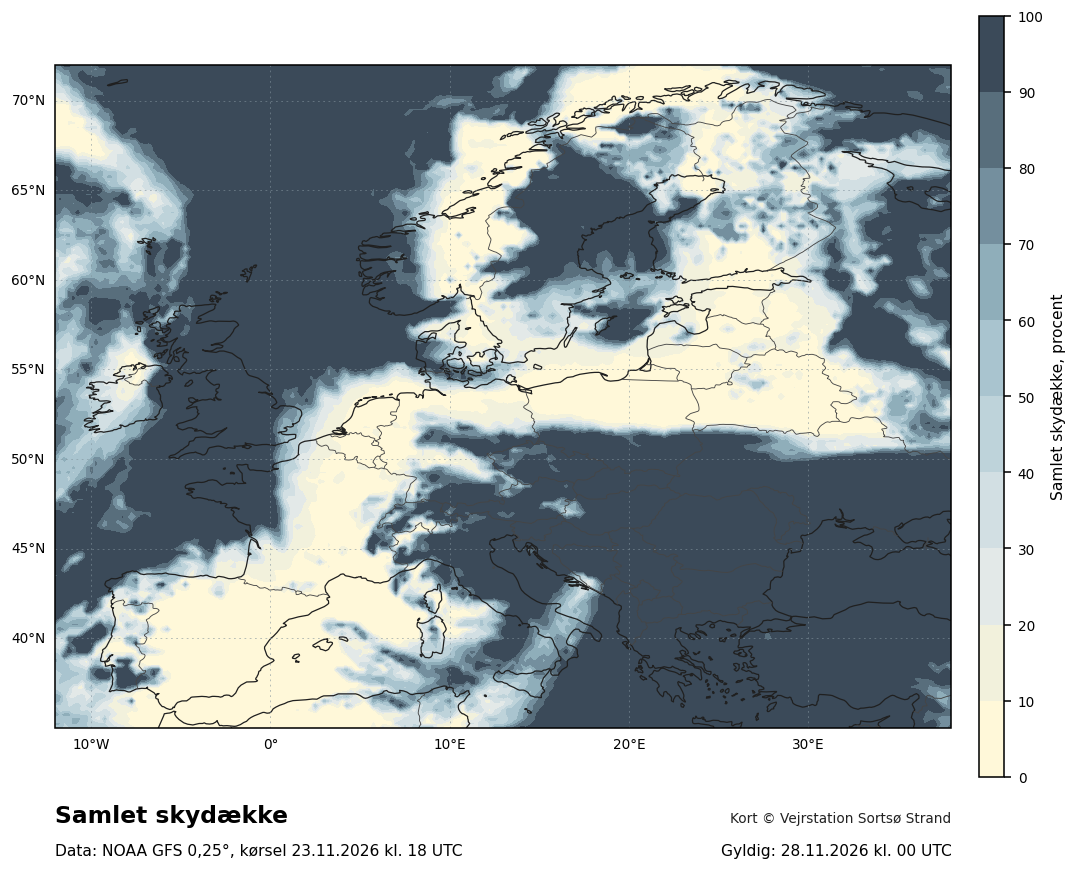 100
90
80
70
60
50
40
30
20
10
0
Samlet skydække, procent
70°N
65°N
60°N
55°N
50°N
45°N
40°N
10°W
0°
10°E
20°E
30°E
Samlet skydække
Kort © Vejrstation Sortsø Strand
Data: NOAA GFS 0,25°, kørsel 23.11.2026 kl. 18 UTC
Gyldig: 28.11.2026 kl. 00 UTC